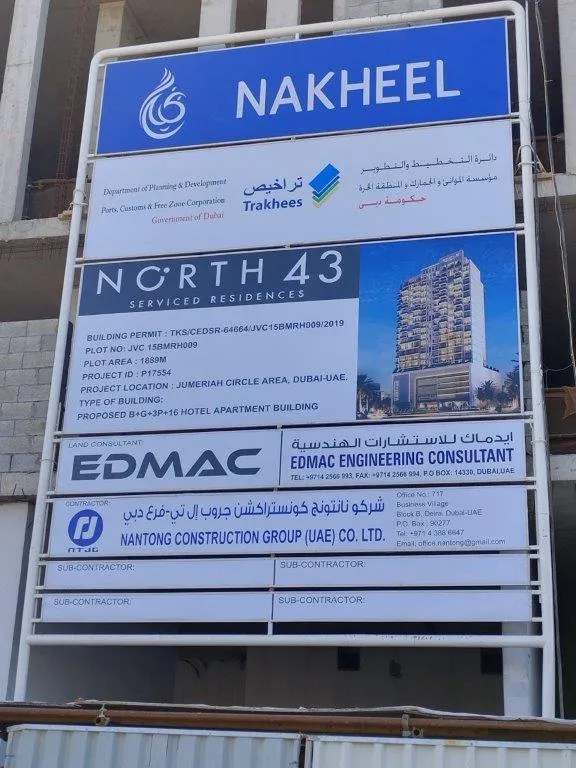 NAKHEEL
Department of Planning & Development
Ports, Customs & Free Zone Corporation
Government of Dubai
تراخيص
Trakhees
دائرة التخطيط والتطوير
مؤسسة الموانئ و الجمارك و المنطقة الحرة
حكومة دبي
NORTH 43
SERVICED RESIDENCES
BUILDING PERMIT : TKS/CEDSR-64664/JVC15BMRH009/2019
PLOT NO: JVC 15BMRH009
PLOT AREA : 1889M
PROJECT ID : P17554
PROJECT LOCATION : JUMERIAH CIRCLE AREA, DUBAI-UAE.
TYPE OF BUILDING:
PROPOSED B+G+3P+16 HOTEL APARTMENT BUILDING
LAND CONSULTANT:
EDMAC
ايدماك للاستشارات الهندسية
EDMAC ENGINEERING CONSULTANT
TEL: +9714 2566 993, FAX: +9714 2566 994, P.O BOX: 14330, DUBAI,UAE
CONTRACTOR:
NTJC
شركو نانتونج كونستراكشن جروب إل تي-فرع دبي
NANTONG CONSTRUCTION GROUP (UAE) CO. LTD.
Office No : 717
Business Village
Block B, Deira, Dubai-UAE
P.O. Box : 90277
Tel: +971 4 388 6647
Email: office.nantong@gmail.com
SUB-CONTRACTOR:
SUB-CONTRACTOR:
SUB-CONTRACTOR:
SUB-CONTRACTOR: